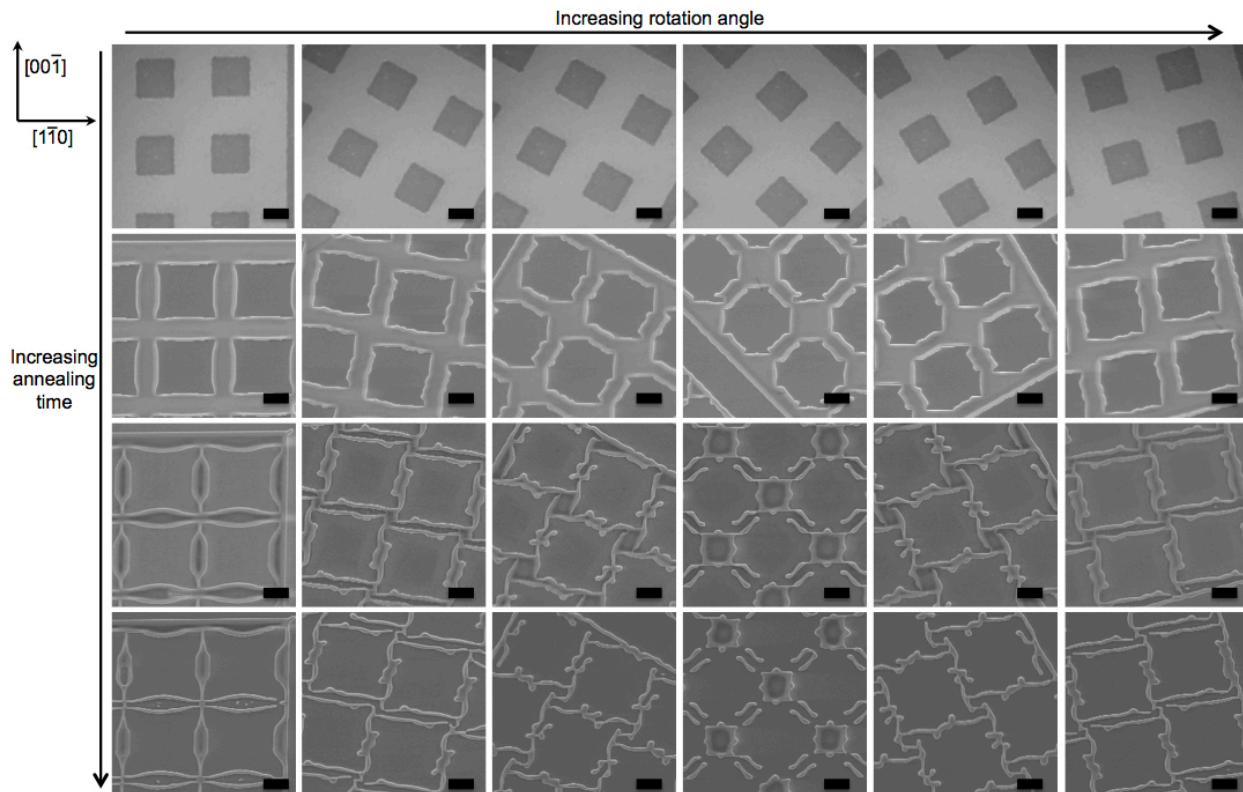 Increasing rotation angle
[001̄]
[11̄0]
Increasing
annealing
time